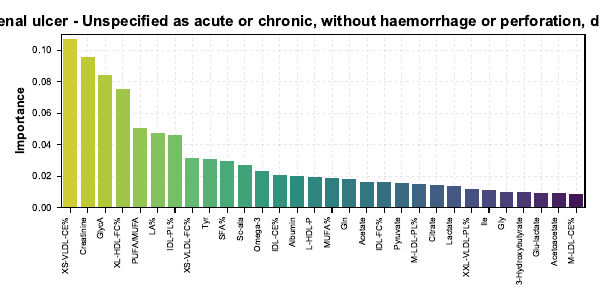 enal ulcer - Unspecified as acute or chronic, without haemorrhage or perforation, d
Importance
0.10
0.08
0.06
0.04
0.02
0.00
XS-VLDL-CE%
Creatinine
GlycA
XL-HDL-FC%
PUFA/MUFA
LA%
IDL-PL%
XS-VLDL-FC%
Tyr
SFA%
Sc-ala
Omega-3
IDL-CE%
Albumin
L-HDL-P
MUFA%
Gln
Acetate
IDL-FC%
Pyruvate
M-LDL-PL%
Citrate
Lactate
XXL-VLDL-PL%
Ile
Gly
3-Hydroxybutyrate
Glu-lactate
Acetoacetate
M-LDL-CE%